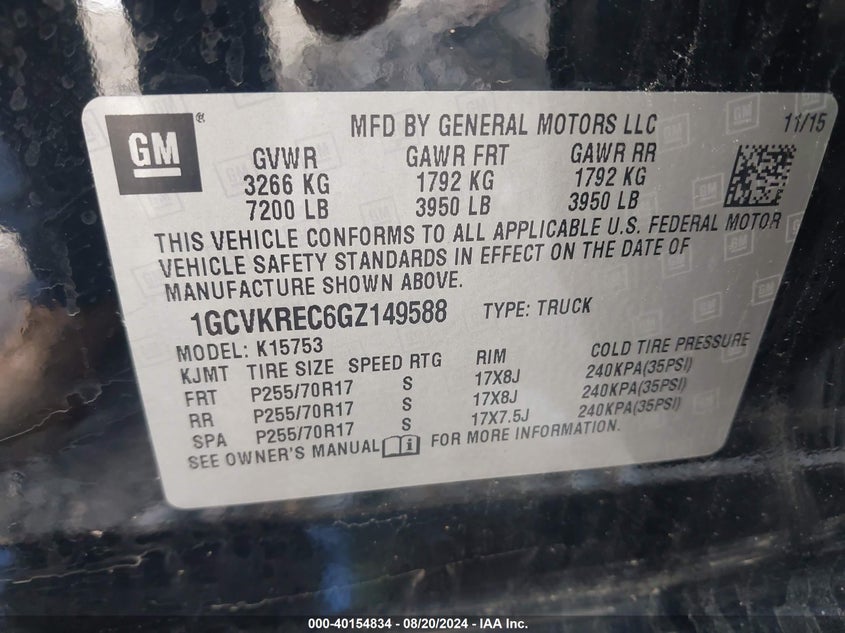 GM®
MFD BY GENERAL MOTORS LLC 11/15
GVWR GAWR FRT GAWR RR
3266 KG 1792 KG 1792 KG
7200 LB 3950 LB 3950 LB
THIS VEHICLE CONFORMS TO ALL APPLICABLE U.S. FEDERAL MOTOR
VEHICLE SAFETY STANDARDS IN EFFECT ON THE DATE OF
MANUFACTURE SHOWN ABOVE.
1GCVKREC6GZ149588 TYPE: TRUCK
MODEL: K15753
KJMT TIRE SIZE SPEED RTG RIM COLD TIRE PRESSURE
FRT P255/70R17 S 17X8J 240KPA(35PSI)
RR P255/70R17 S 17X8J 240KPA(35PSI)
SPA P255/70R17 S 17X7.5J 240KPA(35PSI)
SEE OWNER'S MANUAL FOR MORE INFORMATION.
000-40154834 - 08/20/2024 - IAA Inc.